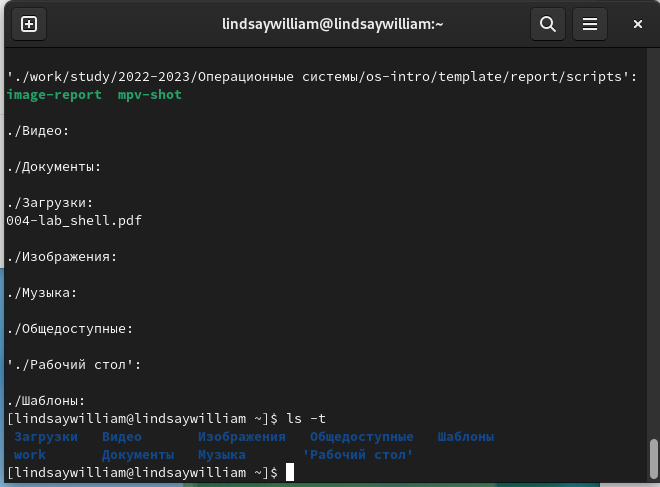 lindsaywilliam@lindsaywilliam:~
'./work/study/2022-2023/Операционные системы/os-intro/template/report/scripts':
image-report  mpv-shot
./Видео:
./Документы:
./Загрузки:
004-lab_shell.pdf
./Изображения:
./Музыка:
./Общедоступные:
'./Рабочий стол':
./Шаблоны:
[lindsaywilliam@lindsaywilliam ~]$ ls -t
Загрузки   Видео       Изображения   Общедоступные   Шаблоны
work       Документы   Музыка       'Рабочий стол'
[lindsaywilliam@lindsaywilliam ~]$